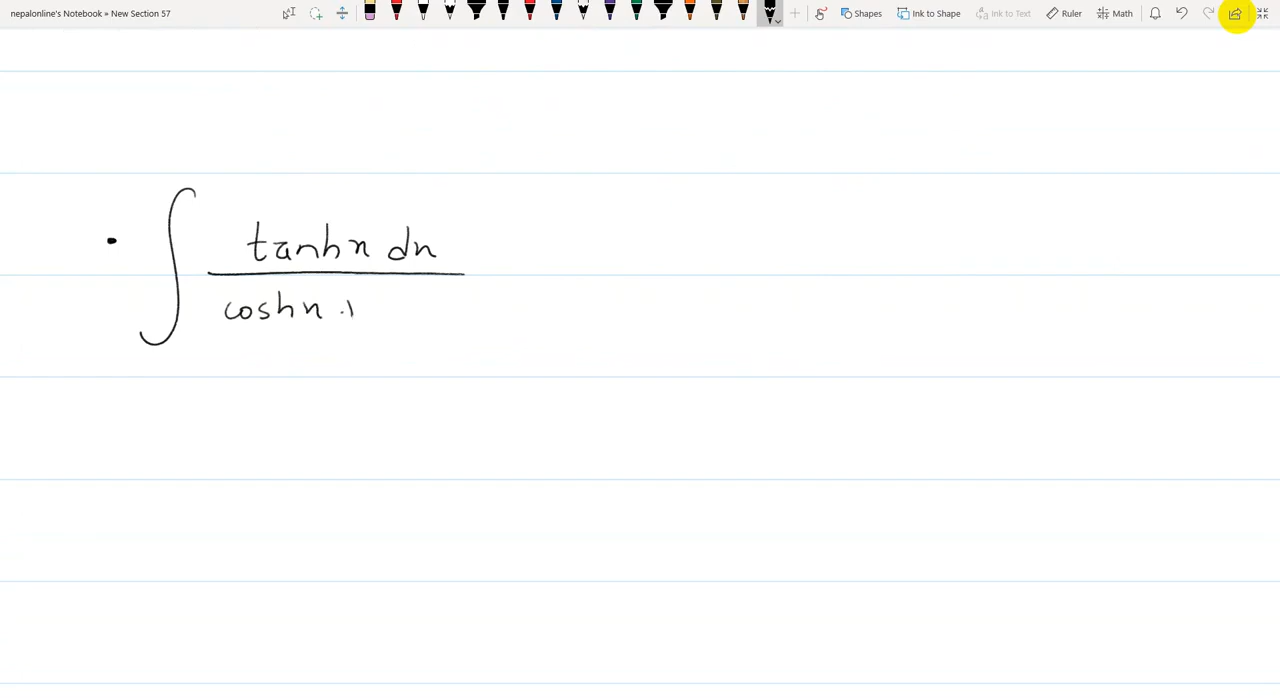 nepalonline's Notebook » New Section 57
Shapes Ink to Shape Ink to Text Ruler Math
∫ tanhx dx
coshx